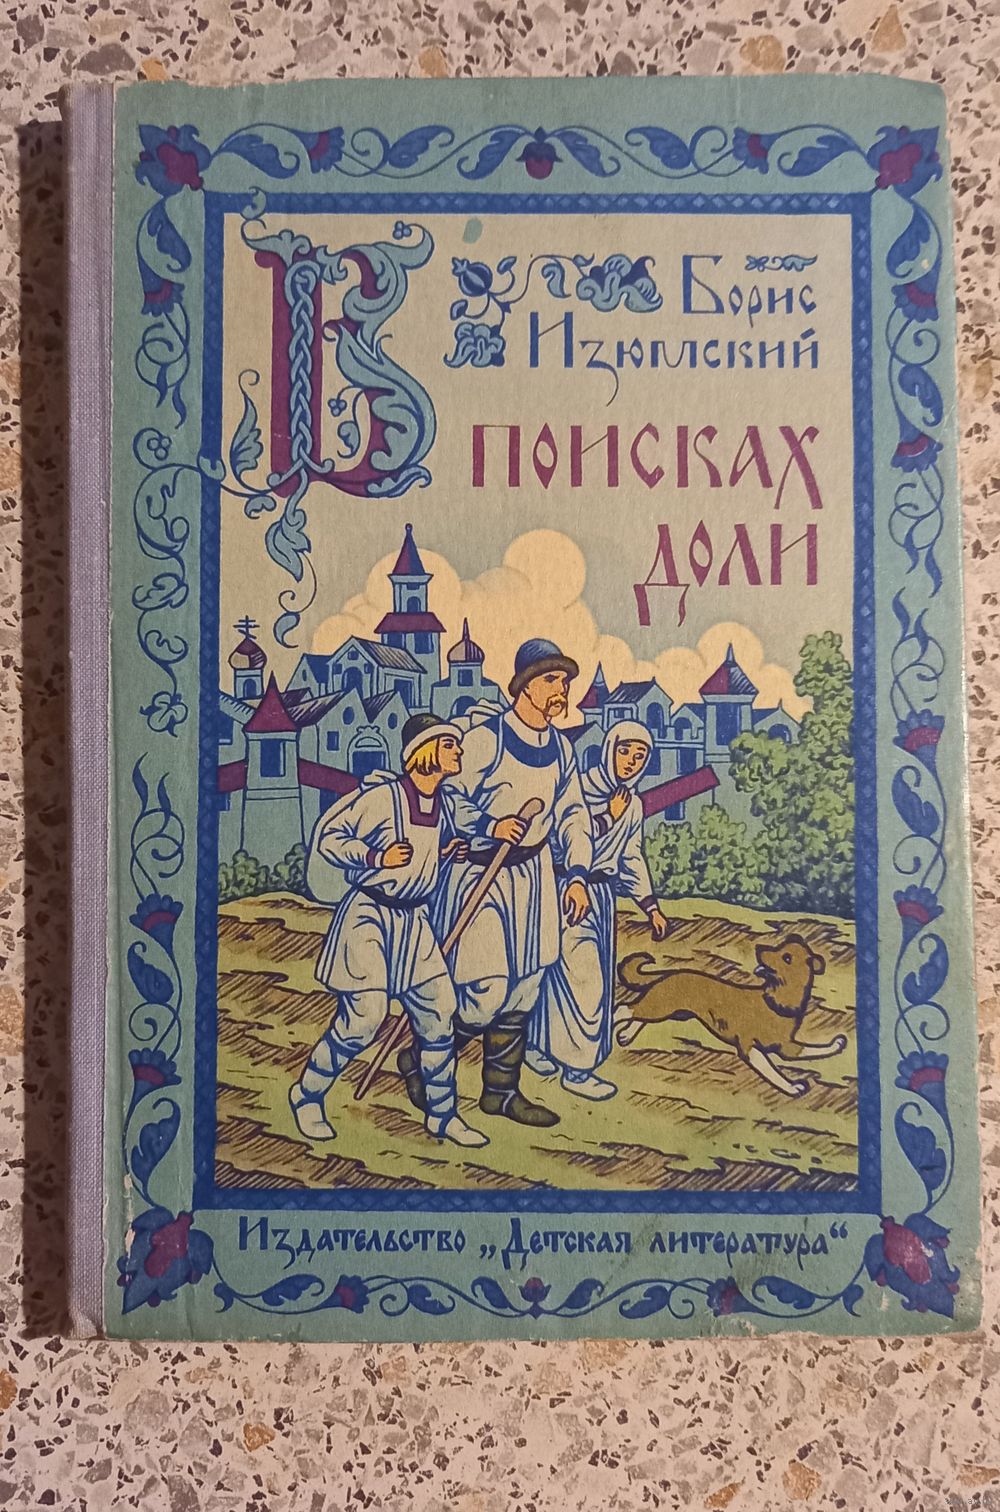 Борис
Изюмский
В
ПОИСКАХ
ДОЛИ
Издательство „Детская литература“